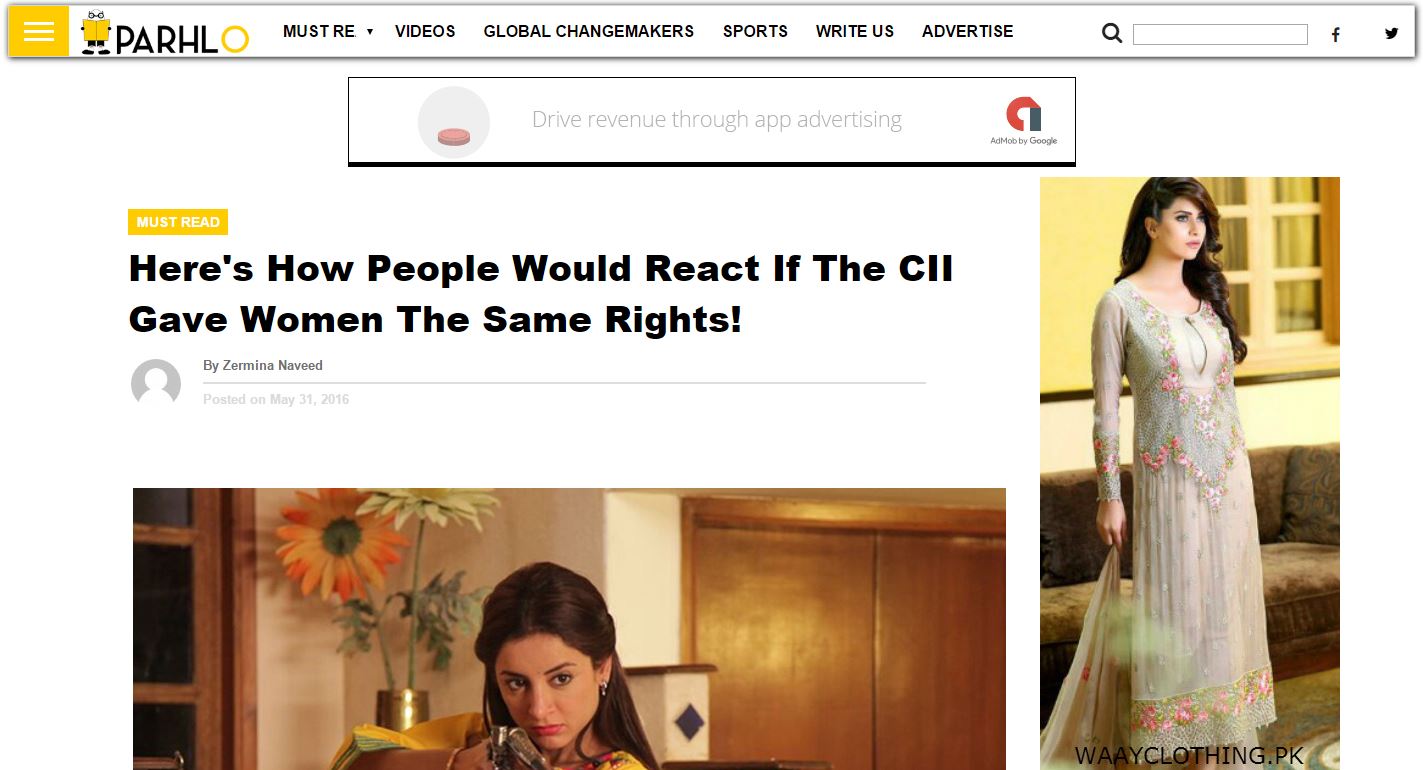 PARHLO
MUST RE
VIDEOS
GLOBAL CHANGEMAKERS
SPORTS
WRITE US
ADVERTISE
Drive revenue through app advertising
AdMob by Google
MUST READ
Here's How People Would React If The CII
Gave Women The Same Rights!
By Zermina Naveed
Posted on May 31, 2016
WAAYCLOTHING.PK